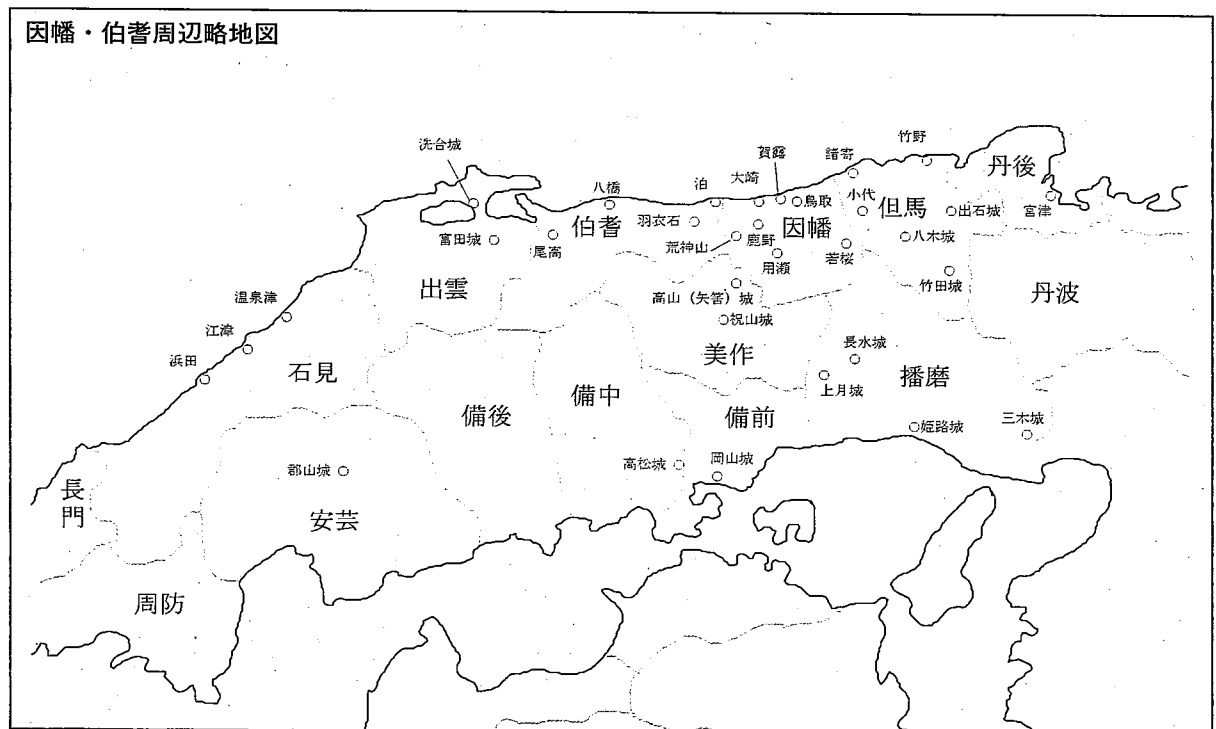 因幡・伯耆周辺略地図
竹野
諸寄
賀露
洗合城
大崎
泊
八橋
丹後
鳥取
小代
但馬
出石城
宮津
羽衣石
伯耆
因幡
八木城
富田城
尾高
荒神山
鹿野
用瀬
若桜
竹田城
出雲
高山（矢筈）城
丹波
温泉津
祝山城
江津
美作
長水城
浜田
石見
上月城
播磨
備後
備中
備前
姫路城
三木城
郡山城
高松城
岡山城
長門
安芸
周防